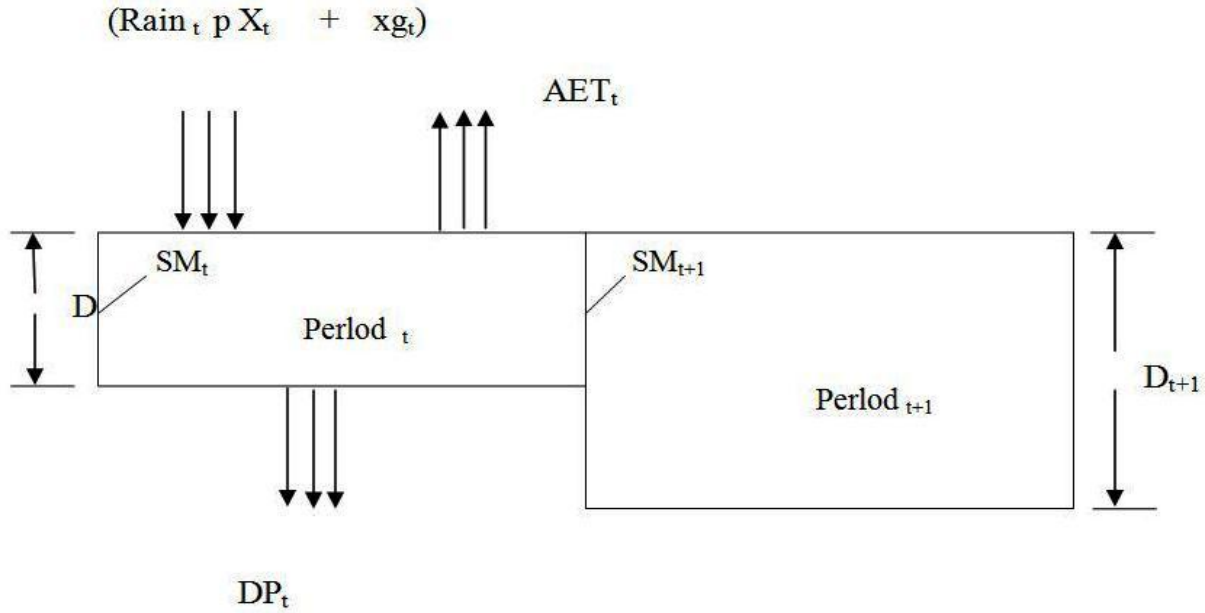 (Rain t p Xt + xgt)
AETt
SMt
SMt+1
D
Perlod t
Perlod t+1
Dt+1
DPt